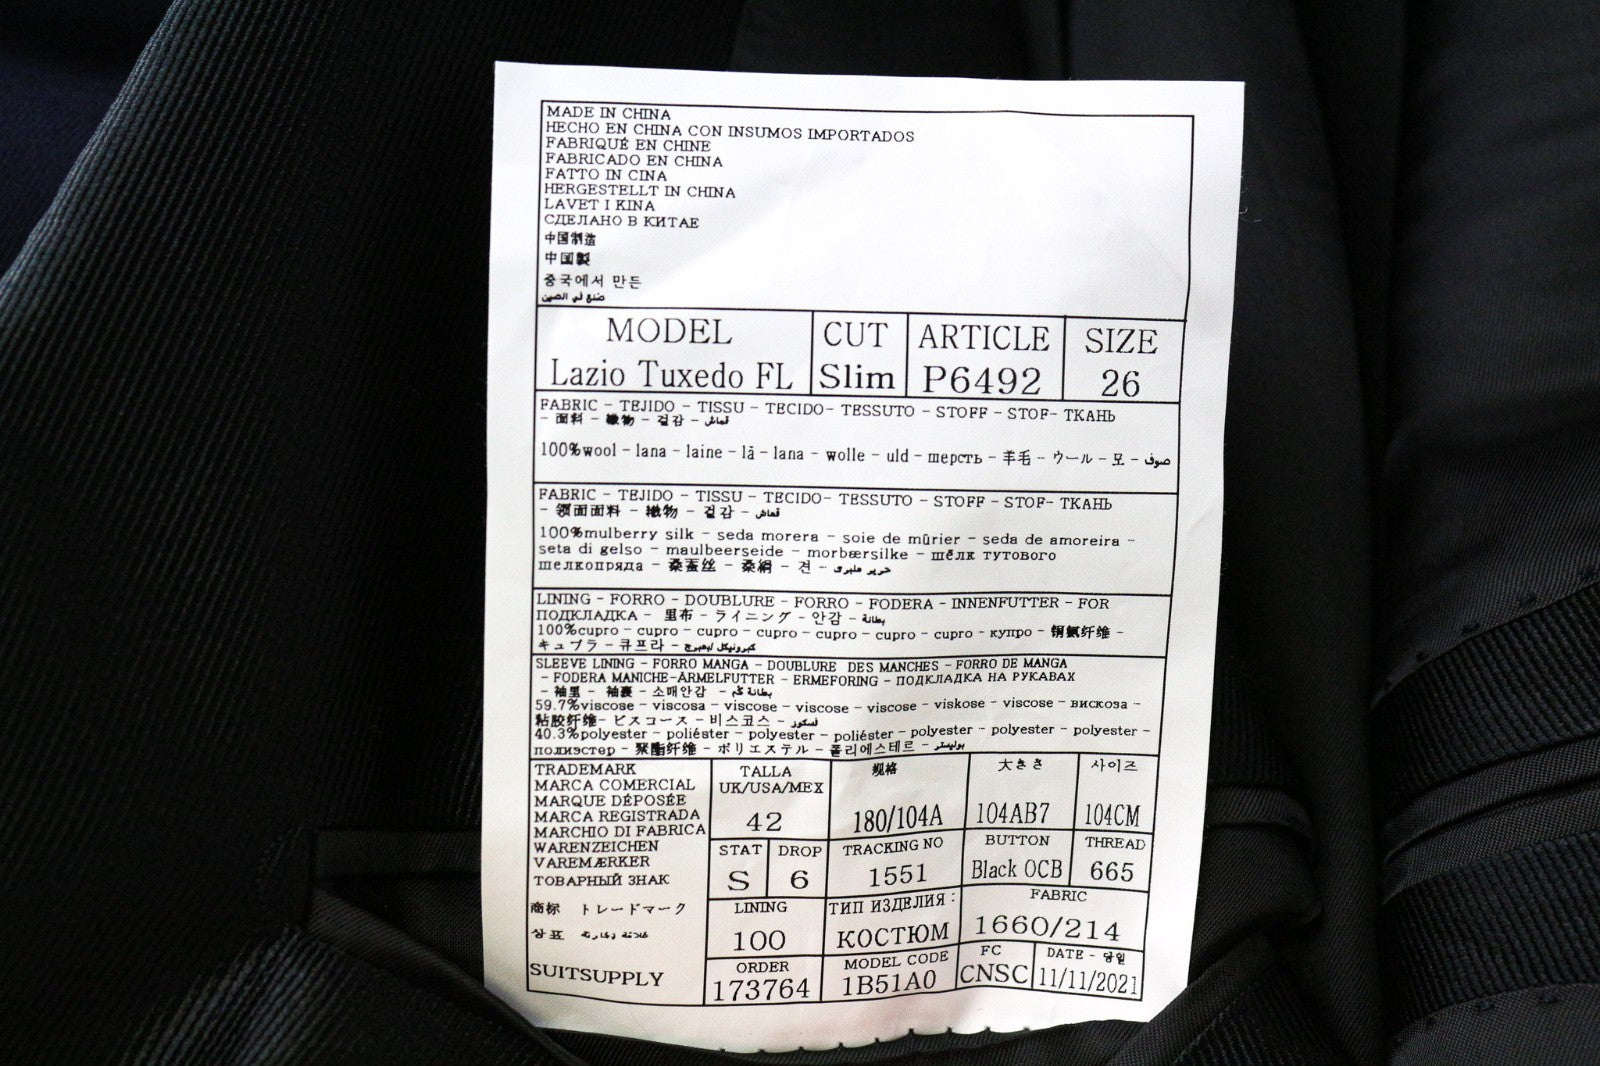 MADE IN CHINA
HECHO EN CHINA CON INSUMOS IMPORTADOS
FABRIQUÉ EN CHINE
FABRICADO EN CHINA
FATTO IN CINA
HERGESTELLT IN CHINA
LAVET I KINA
СДЕЛАНО В КИТАЕ
中国制造
中国製
중국에서 만든
صنع في الصين
MODEL CUT ARTICLE SIZE
Lazio Tuxedo FL Slim P6492 26
FABRIC - TEJIDO - TISSU - TECIDO- TESSUTO - STOFF - STOF- ТКАНЬ
- 面料 - 織物 - 겉감 - قماش
100%wool - lana - laine - lã - lana - wolle - uld - шерсть - 羊毛 - ウール - 모 - صوف
FABRIC - TEJIDO - TISSU - TECIDO- TESSUTO - STOFF - STOF- ТКАНЬ
- 领面面料 - 織物 - 겉감 - قماش
100%mulberry silk - seda morera - soie de mûrier - seda de amoreira -
seta di gelso - maulbeerseide - morbærsilke - шёлк тутового
шелкопряда - 桑蚕丝 - 桑絹 - 견 - حرير ملبري
LINING - FORRO - DOUBLURE - FORRO - FODERA - INNENFUTTER - FOR
ПОДКЛАДКА - 里布 - ライニング - 안감 - بطانة
100%cupro - cupro - cupro - cupro - cupro - cupro - cupro - купро - 铜氨纤维 -
キュプラ - 큐프라 -
SLEEVE LINING - FORRO MANGA - DOUBLURE DES MANCHES - FORRO DE MANGA
- FODERA MANICHE-ARMELFUTTER - ERMEFORING - ПОДКЛАДКА НА РУКАВАХ
- 袖里 - 袖裏 - 소매안감 - بطانة كم
59.7%viscose - viscosa - viscose - viscose - viscose - viskose - viscose - вискоза -
粘胶纤维- ビスコース - 비스코스 - فسكوز
40.3%polyester - poliéster - polyester - poliéster - polyester - polyester - polyester -
полиэстер - 聚酯纤维 - ポリエステル - 폴리에스테르 - بوليستر
TRADEMARK
MARCA COMERCIAL
MARQUE DÉPOSÉE
MARCA REGISTRADA
MARCHIO DI FABRICA
WARENZEICHEN
VAREMÆRKER
ТОВАРНЫЙ ЗНАК
商标 トレードマーク
상표 علامة تجارية
SUITSUPPLY
TALLA 规格 大きさ 사이즈
UK/USA/MEX
42 180/104A 104AB7 104CM
STAT DROP TRACKING NO BUTTON THREAD
S 6 1551 Black OCB 665
LINING ТИП ИЗДЕЛИЯ : FABRIC
100 КОСТЮМ 1660/214
ORDER MODEL CODE FC DATE - 당일
173764 1B51A0 CNSC 11/11/2021